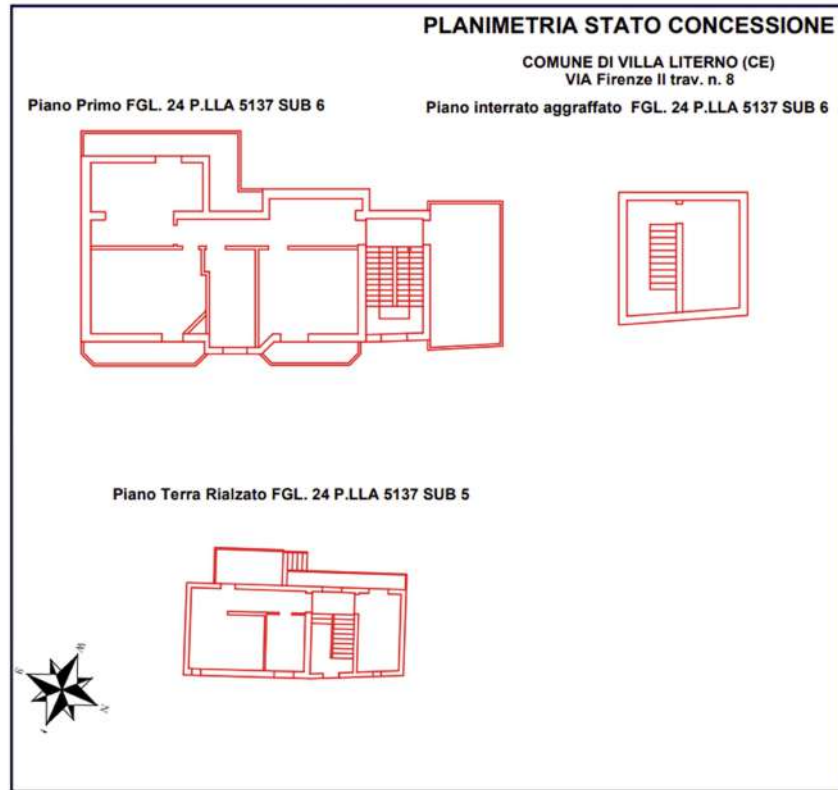 PLANIMETRIA STATO CONCESSIONE
COMUNE DI VILLA LITERNO (CE)
VIA Firenze II trav. n. 8
Piano Primo FGL. 24 P.LLA 5137 SUB 6
Piano interrato aggraffato FGL. 24 P.LLA 5137 SUB 6
Piano Terra Rialzato FGL. 24 P.LLA 5137 SUB 5
W
N